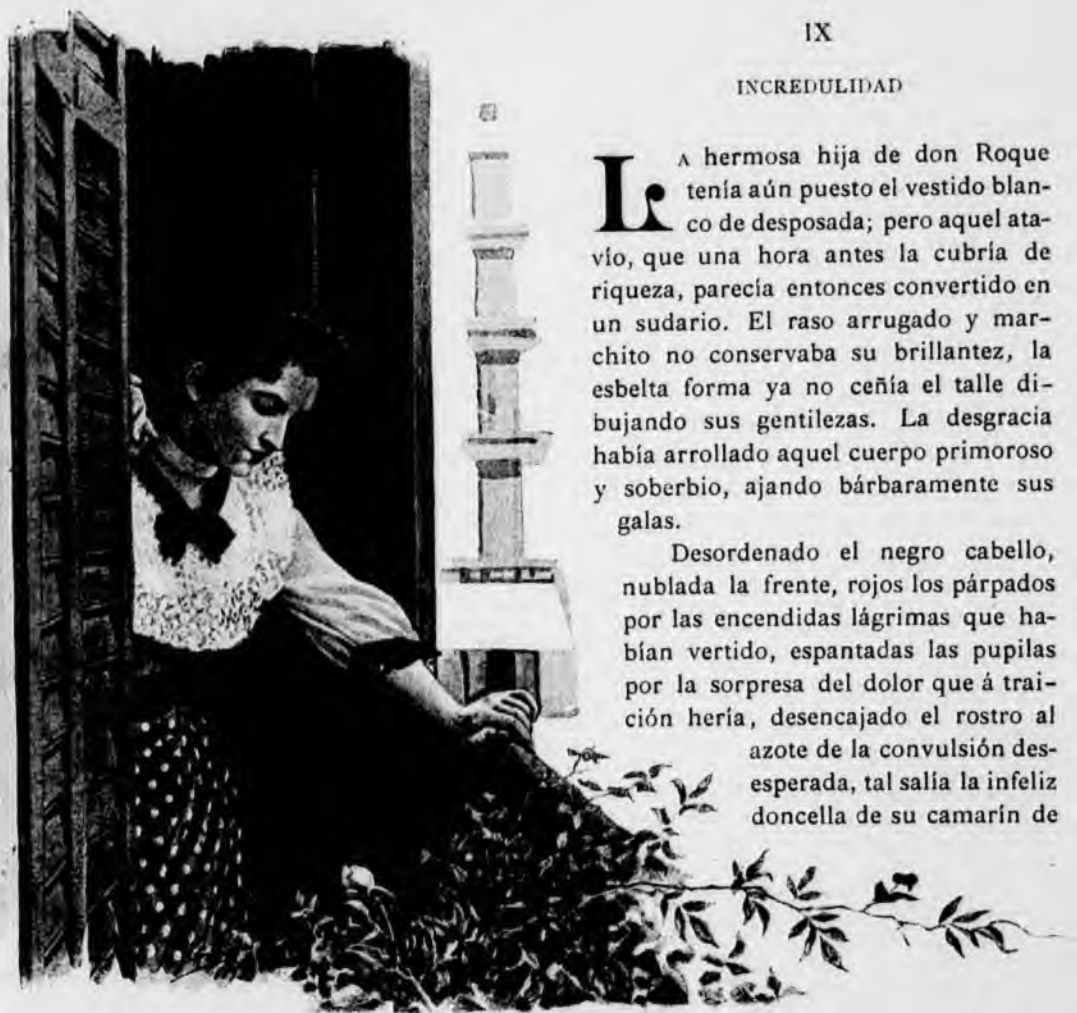 IX
INCREDULIDAD
LA hermosa hija de don Roque
tenía aún puesto el vestido blan-
co de desposada; pero aquel ata-
vío, que una hora antes la cubría de
riqueza, parecía entonces convertido en
un sudario. El raso arrugado y mar-
chito no conservaba su brillantez, la
esbelta forma ya no ceñía el talle di-
bujando sus gentilezas. La desgracia
había arrollado aquel cuerpo primoroso
y soberbio, ajando bárbaramente sus
galas.
Desordenado el negro cabello,
nublada la frente, rojos los párpados
por las encendidas lágrimas que ha-
bían vertido, espantadas las pupilas
por la sorpresa del dolor que á trai-
ción hería, desencajado el rostro al
azote de la convulsión des-
esperada, tal salía la infeliz
doncella de su camarín de